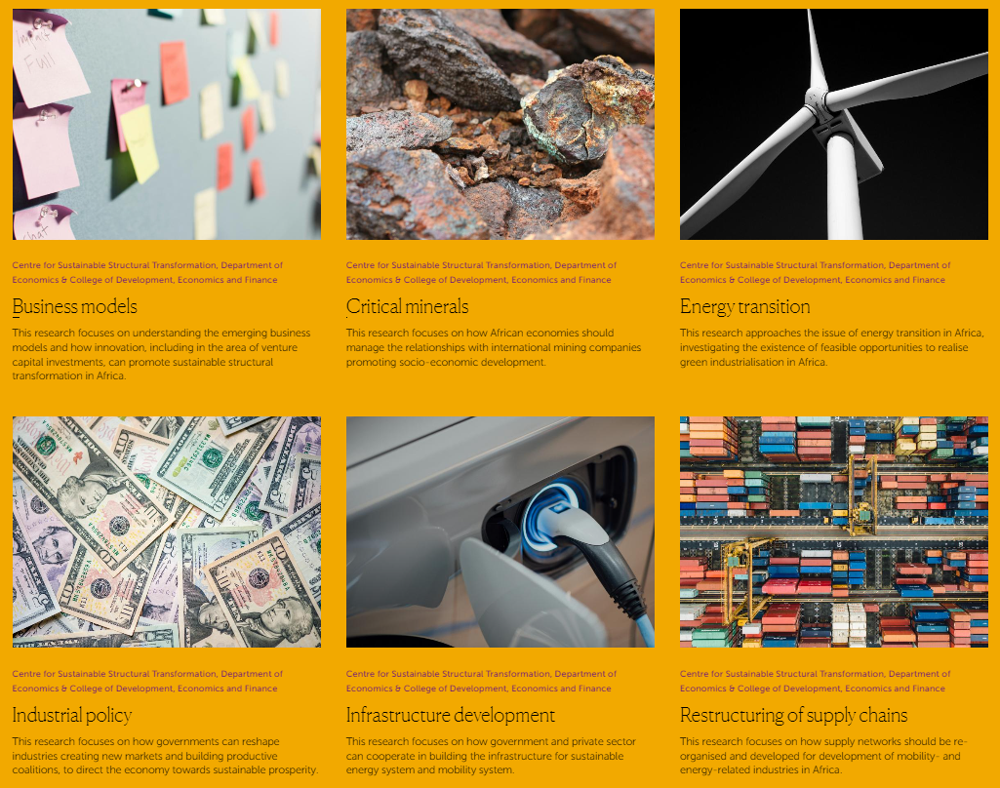 Full
Centre for Sustainable Structural Transformation, Department of
Economics & College of Development, Economics and Finance
Business models
This research focuses on understanding the emerging business
models and how innovation, including in the area of venture
capital investments, can promote sustainable structural
transformation in Africa.
Centre for Sustainable Structural Transformation, Department of
Economics & College of Development, Economics and Finance
Critical minerals
This research focuses on how African economies should
manage the relationships with international mining companies
promoting socio-economic development.
Centre for Sustainable Structural Transformation, Department of
Economics & College of Development, Economics and Finance
Energy transition
This research approaches the issue of energy transition in Africa,
investigating the existence of feasible opportunities to realise
green industrialisation in Africa.
Centre for Sustainable Structural Transformation, Department of
Economics & College of Development, Economics and Finance
Industrial policy
This research focuses on how governments can reshape
industries creating new markets and building productive
coalitions, to direct the economy towards sustainable prosperity.
Centre for Sustainable Structural Transformation, Department of
Economics & College of Development, Economics and Finance
Infrastructure development
This research focuses on how government and private sector
can cooperate in building the infrastructure for sustainable
energy system and mobility system.
Centre for Sustainable Structural Transformation, Department of
Economics & College of Development, Economics and Finance
Restructuring of supply chains
This research focuses on how supply networks should be re-
organised and developed for development of mobility- and
energy-related industries in Africa.